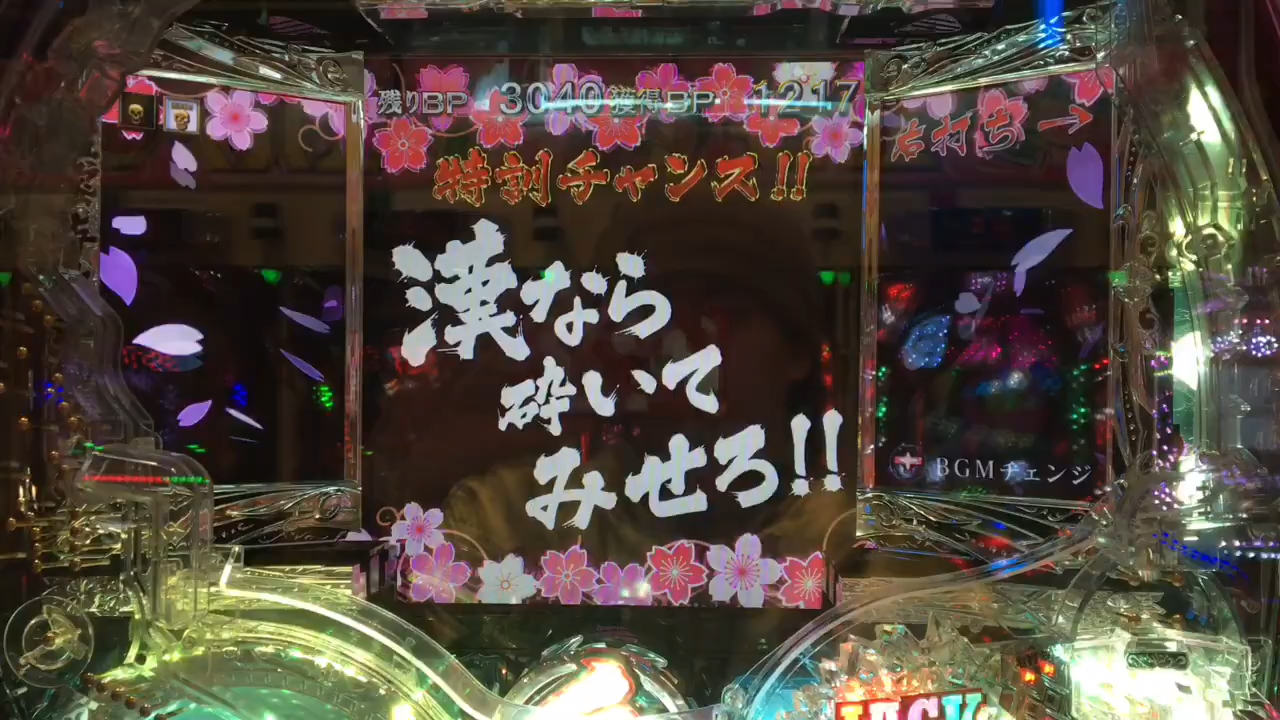 残りBP 3040 獲得BP 1217
右打ち→
特訓チャンス!!
漢なら
砕いて
みせろ!!
BGMチェンジ
JACK